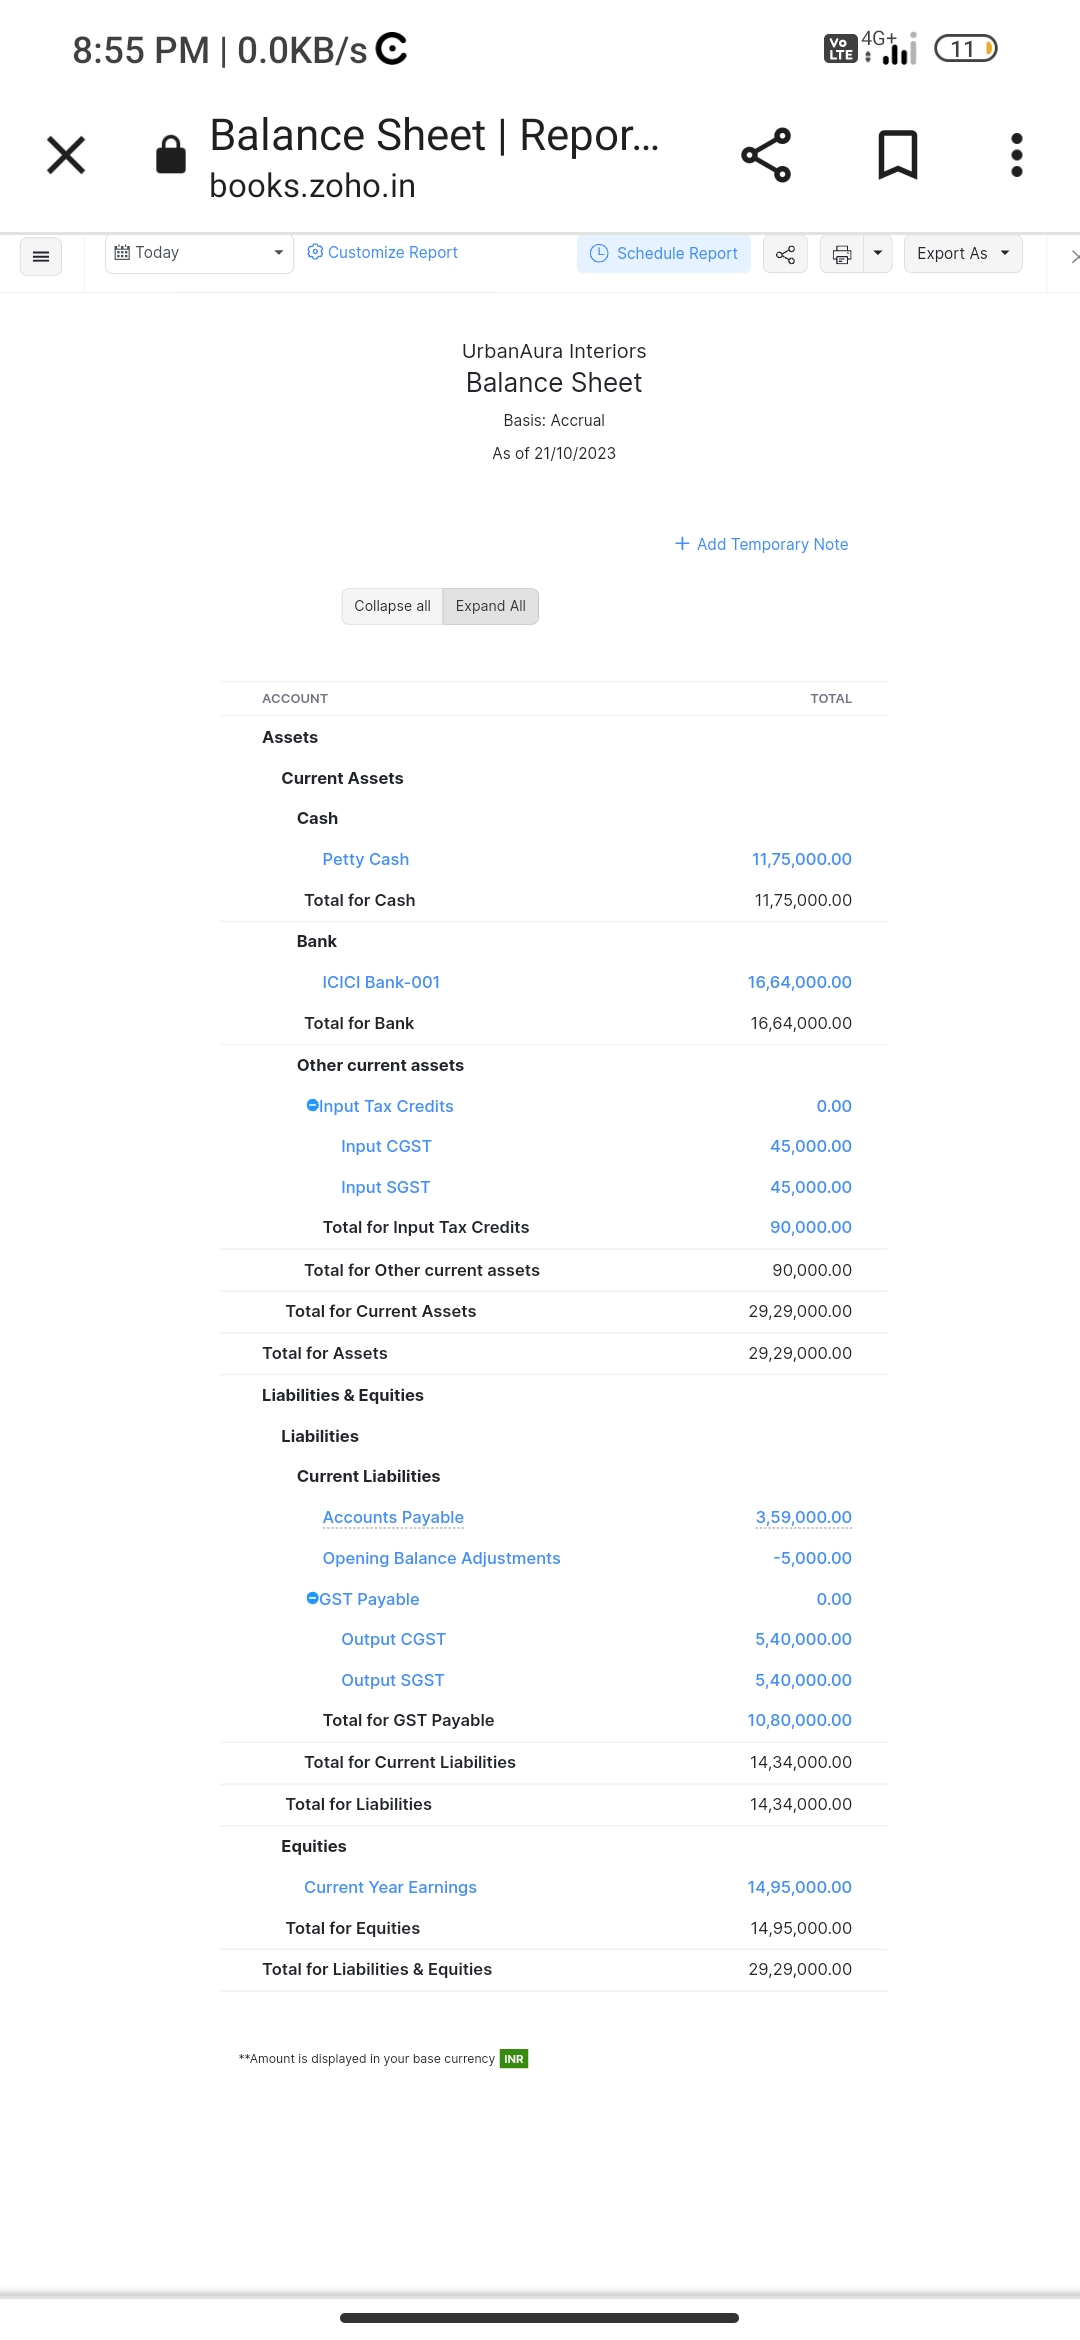 8:55 PM | 0.0KB/s
Vo LTE 4G+ 11
Balance Sheet | Repor...
books.zoho.in
Today Customize Report Schedule Report Export As
UrbanAura Interiors
Balance Sheet
Basis: Accrual
As of 21/10/2023
+ Add Temporary Note
Collapse all Expand All
ACCOUNT TOTAL
Assets
Current Assets
Cash
Petty Cash 11,75,000.00
Total for Cash 11,75,000.00
Bank
ICICI Bank-001 16,64,000.00
Total for Bank 16,64,000.00
Other current assets
Input Tax Credits 0.00
Input CGST 45,000.00
Input SGST 45,000.00
Total for Input Tax Credits 90,000.00
Total for Other current assets 90,000.00
Total for Current Assets 29,29,000.00
Total for Assets 29,29,000.00
Liabilities & Equities
Liabilities
Current Liabilities
Accounts Payable 3,59,000.00
Opening Balance Adjustments -5,000.00
GST Payable 0.00
Output CGST 5,40,000.00
Output SGST 5,40,000.00
Total for GST Payable 10,80,000.00
Total for Current Liabilities 14,34,000.00
Total for Liabilities 14,34,000.00
Equities
Current Year Earnings 14,95,000.00
Total for Equities 14,95,000.00
Total for Liabilities & Equities 29,29,000.00
**Amount is displayed in your base currency INR